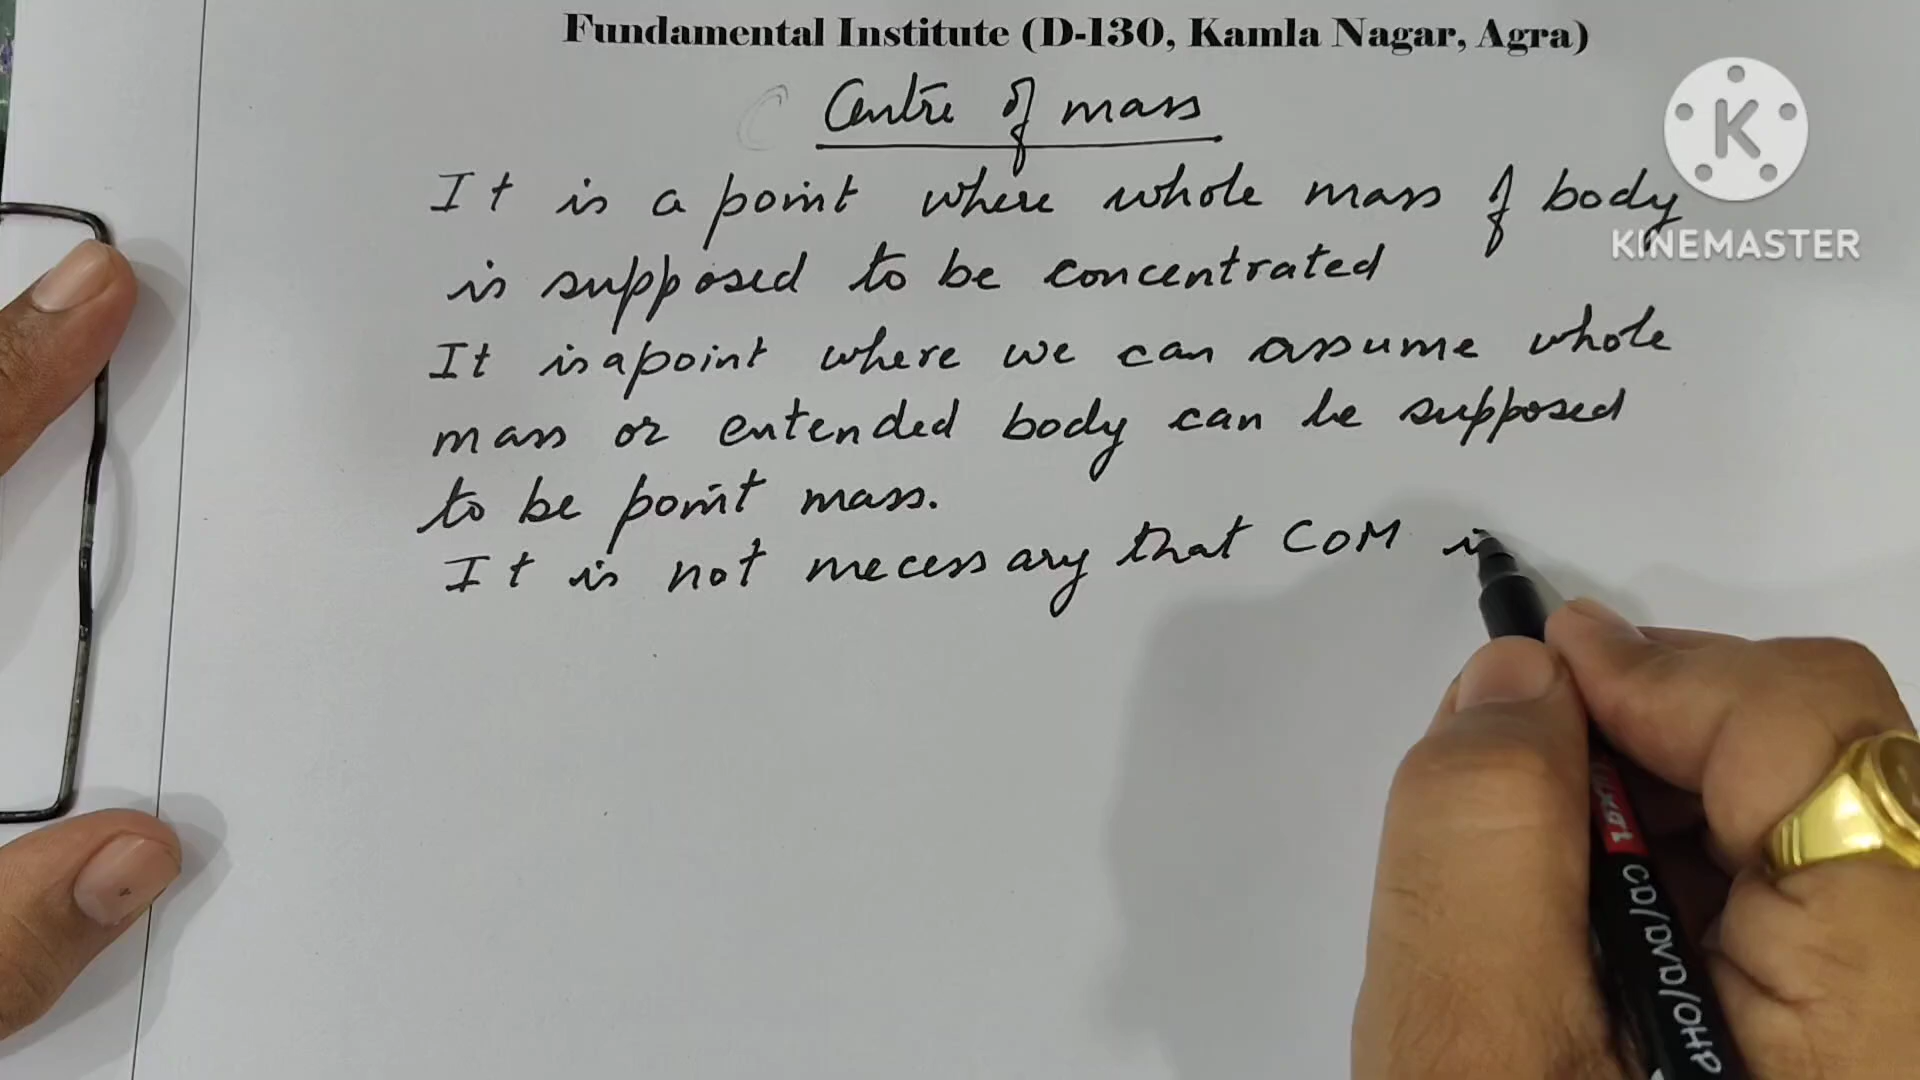 Fundamental Institute (D-130, Kamla Nagar, Agra)
Centre of mass
It is a point where whole mass of body
is supposed to be concentrated
It is a point where we can assume whole
mass or extended body can be supposed
to be point mass.
It is not necessary that COM i
K
KINEMASTER
CD/DVD/OHP